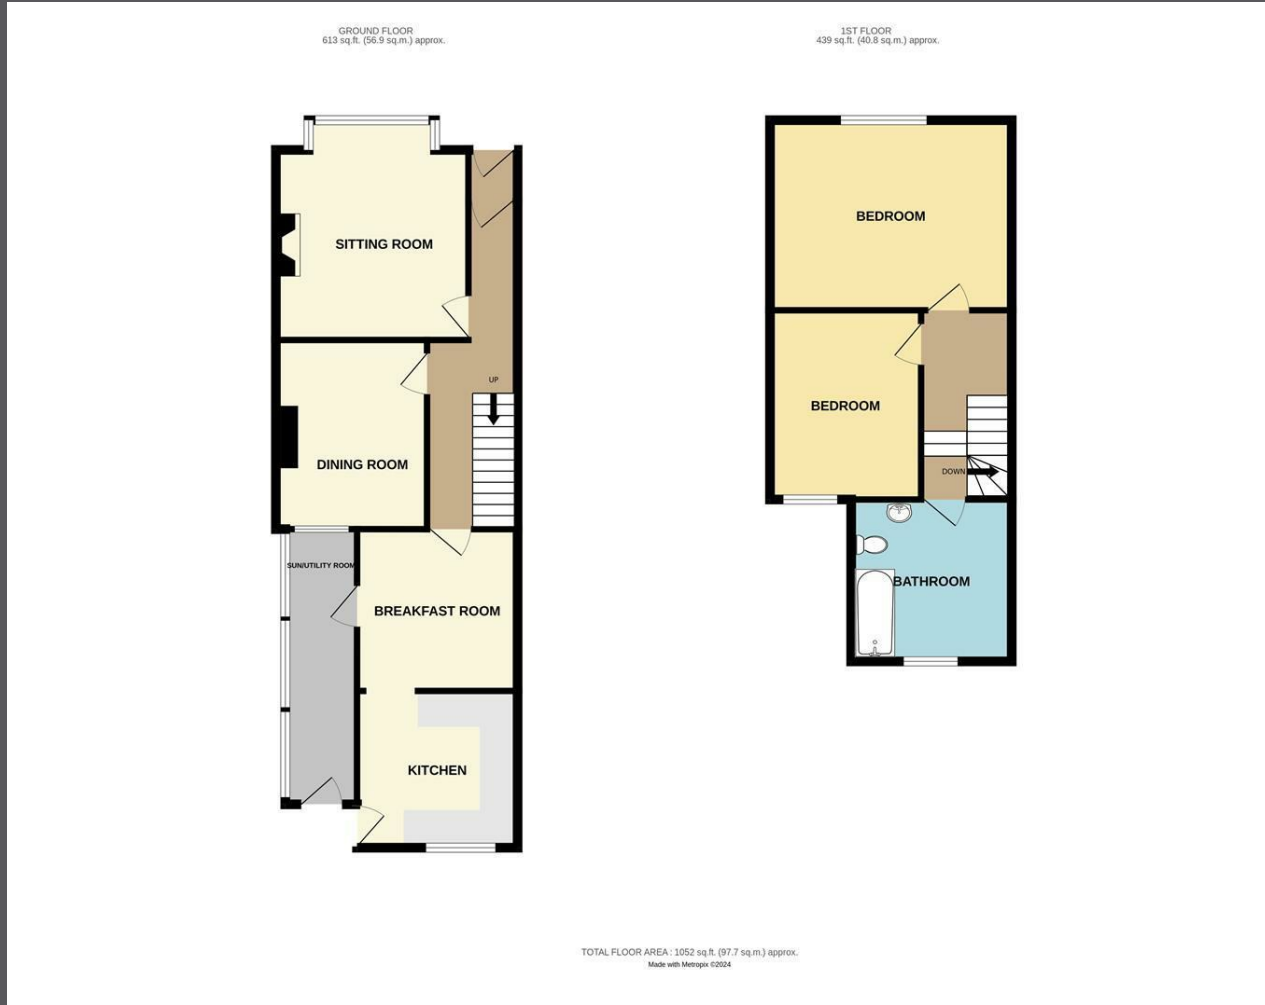 GROUND FLOOR
613 sq.ft. (56.9 sq.m.) approx.
1ST FLOOR
439 sq.ft. (40.8 sq.m.) approx.
SITTING ROOM
UP
DINING ROOM
SUN/UTILITY ROOM
BREAKFAST ROOM
KITCHEN
BEDROOM
BEDROOM
DOWN
BATHROOM
TOTAL FLOOR AREA : 1052 sq.ft. (97.7 sq.m.) approx.
Made with Metropix ©2024